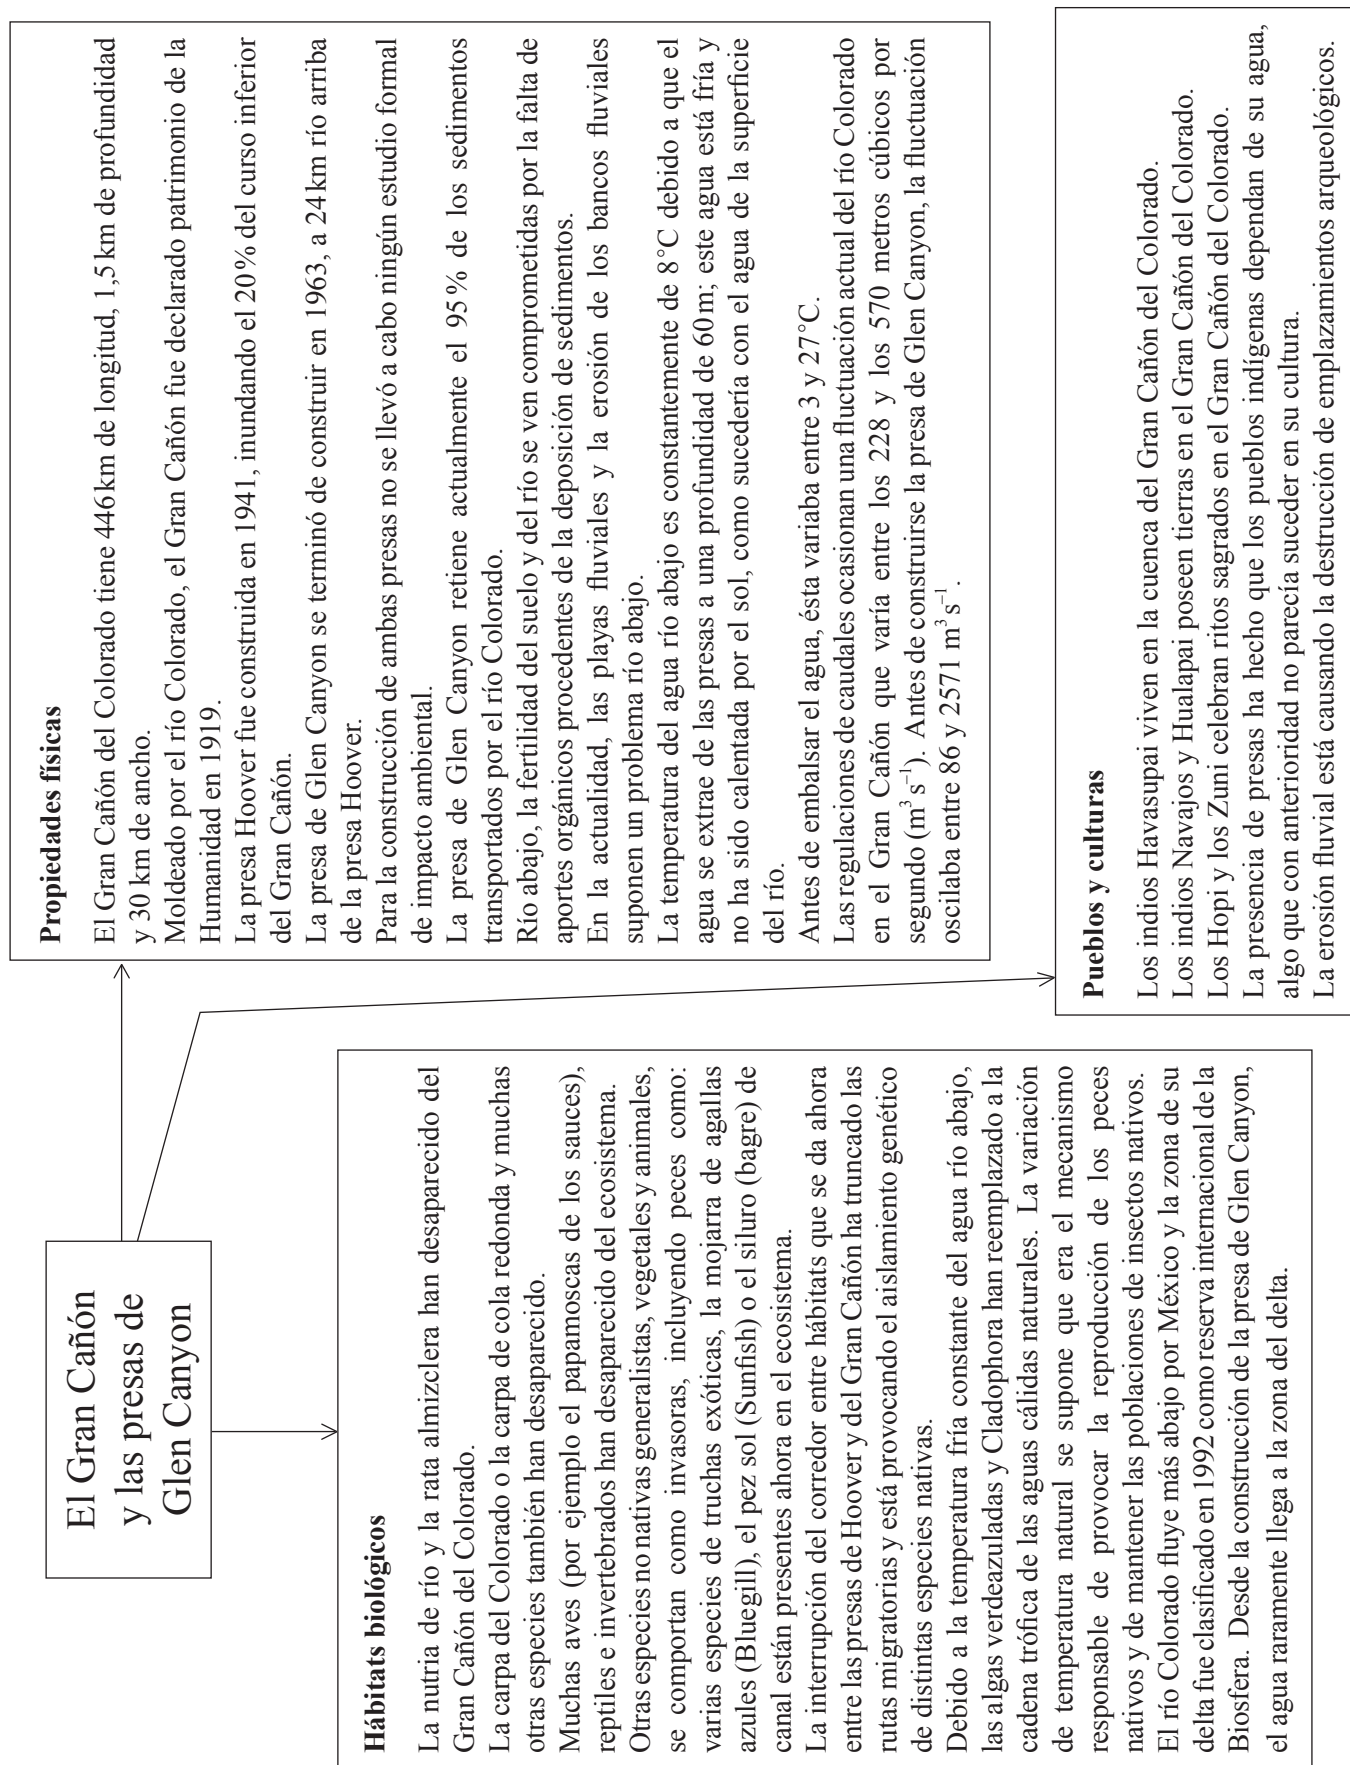 El Gran Cañón
y las presas de
Glen Canyon
Propiedades físicas
El Gran Cañón del Colorado tiene 446 km de longitud, 1,5 km de profundidad
y 30 km de ancho.
Moldeado por el río Colorado, el Gran Cañón fue declarado patrimonio de la
Humanidad en 1919.
La presa Hoover fue construida en 1941, inundando el 20 % del curso inferior
del Gran Cañón.
La presa de Glen Canyon se terminó de construir en 1963, a 24 km río arriba
de la presa Hoover.
Para la construcción de ambas presas no se llevó a cabo ningún estudio formal
de impacto ambiental.
La presa de Glen Canyon retiene actualmente el 95 % de los sedimentos
transportados por el río Colorado.
Río abajo, la fertilidad del suelo y del río se ven comprometidas por la falta de
aportes orgánicos procedentes de la deposición de sedimentos.
En la actualidad, las playas fluviales y la erosión de los bancos fluviales
suponen un problema río abajo.
La temperatura del agua río abajo es constantemente de 8 °C debido a que el
agua se extrae de las presas a una profundidad de 60 m; este agua está fría y
no ha sido calentada por el sol, como sucedería con el agua de la superficie
del río.
Antes de embalsar el agua, ésta variaba entre 3 y 27 °C.
Las regulaciones de caudales ocasionan una fluctuación actual del río Colorado
en el Gran Cañón que varía entre los 228 y los 570 metros cúbicos por
segundo (m³ s⁻¹). Antes de construirse la presa de Glen Canyon, la fluctuación
oscilaba entre 86 y 2571 m³ s⁻¹.
Hábitats biológicos
La nutria de río y la rata almizclera han desaparecido del
Gran Cañón del Colorado.
La carpa del Colorado o la carpa de cola redonda y muchas
otras especies también han desaparecido.
Muchas aves (por ejemplo el papamoscas de los sauces),
reptiles e invertebrados han desaparecido del ecosistema.
Otras especies no nativas generalistas, vegetales y animales,
se comportan como invasoras, incluyendo peces como:
varias especies de truchas exóticas, la mojarra de agallas
azules (Bluegill), el pez sol (Sunfish) o el siluro (bagre) de
canal están presentes ahora en el ecosistema.
La interrupción del corredor entre hábitats que se da ahora
entre las presas de Hoover y del Gran Cañón ha truncado las
rutas migratorias y está provocando el aislamiento genético
de distintas especies nativas.
Debido a la temperatura fría constante del agua río abajo,
las algas verdeazuladas y Cladophora han reemplazado a la
cadena trófica de las aguas cálidas naturales. La variación
de temperatura natural se supone que era el mecanismo
responsable de provocar la reproducción de los peces
nativos y de mantener las poblaciones de insectos nativos.
El río Colorado fluye más abajo por México y la zona de su
delta fue clasificado en 1992 como reserva internacional de la
Biosfera. Desde la construcción de la presa de Glen Canyon,
el agua raramente llega a la zona del delta.
Pueblos y culturas
Los indios Havasupai viven en la cuenca del Gran Cañón del Colorado.
Los indios Navajos y Hualapai poseen tierras en el Gran Cañón del Colorado.
Los Hopi y los Zuni celebran ritos sagrados en el Gran Cañón del Colorado.
La presencia de presas ha hecho que los pueblos indígenas dependan de su agua,
algo que con anterioridad no parecía suceder en su cultura.
La erosión fluvial está causando la destrucción de emplazamientos arqueológicos.